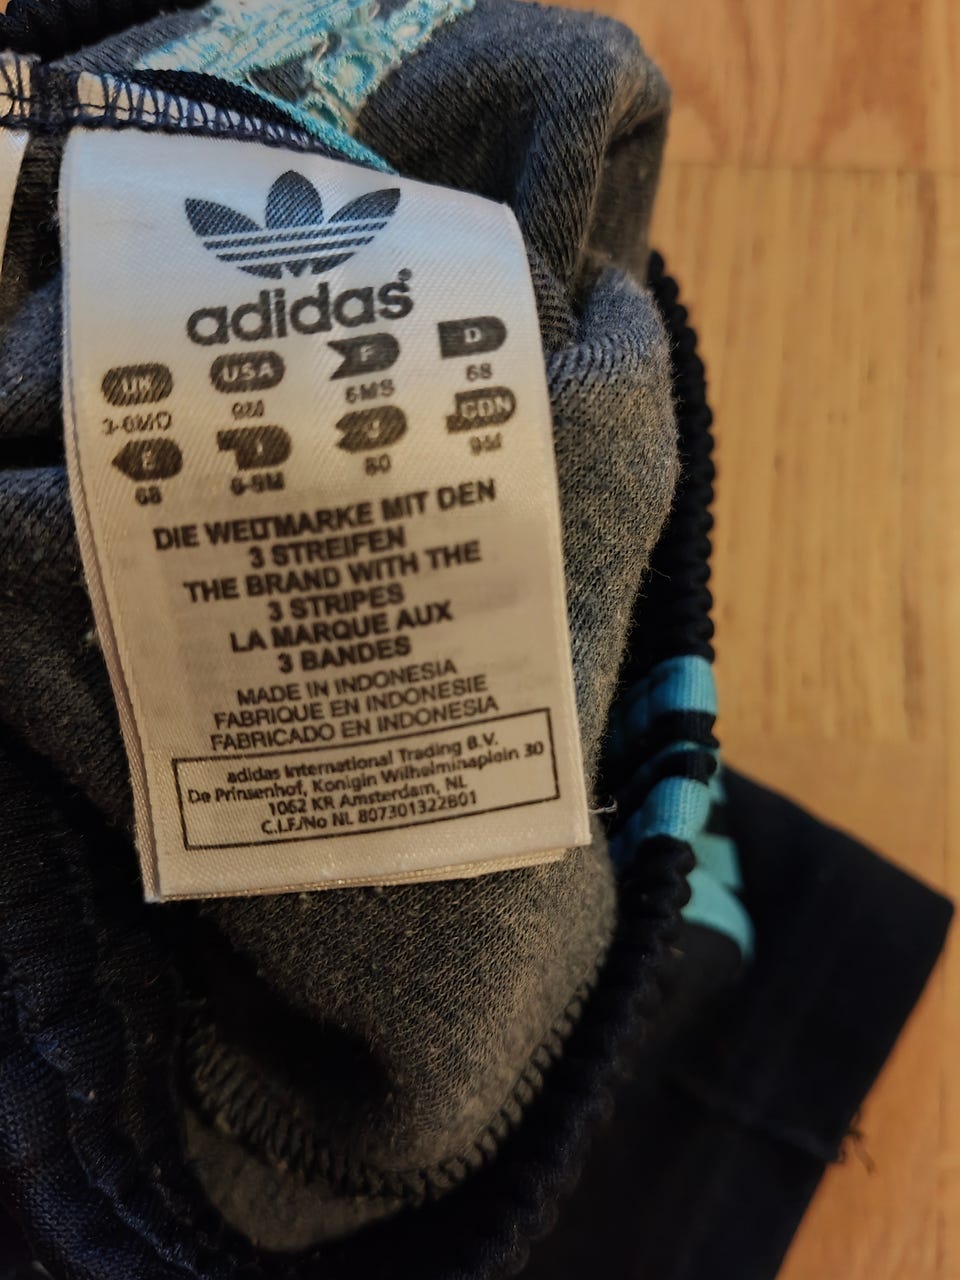 adidas®
UK USA F D
3-6MO 9M 6MS 68
E I J CDN
68 6-9M 80 9M
DIE WELTMARKE MIT DEN
3 STREIFEN
THE BRAND WITH THE
3 STRIPES
LA MARQUE AUX
3 BANDES
MADE IN INDONESIA
FABRIQUE EN INDONESIE
FABRICADO EN INDONESIA
adidas International Trading B.V.
De Prinsenhof, Konigin Wilhelminaplein 30
1062 KR Amsterdam, NL
C.I.F./No NL 807301322B01